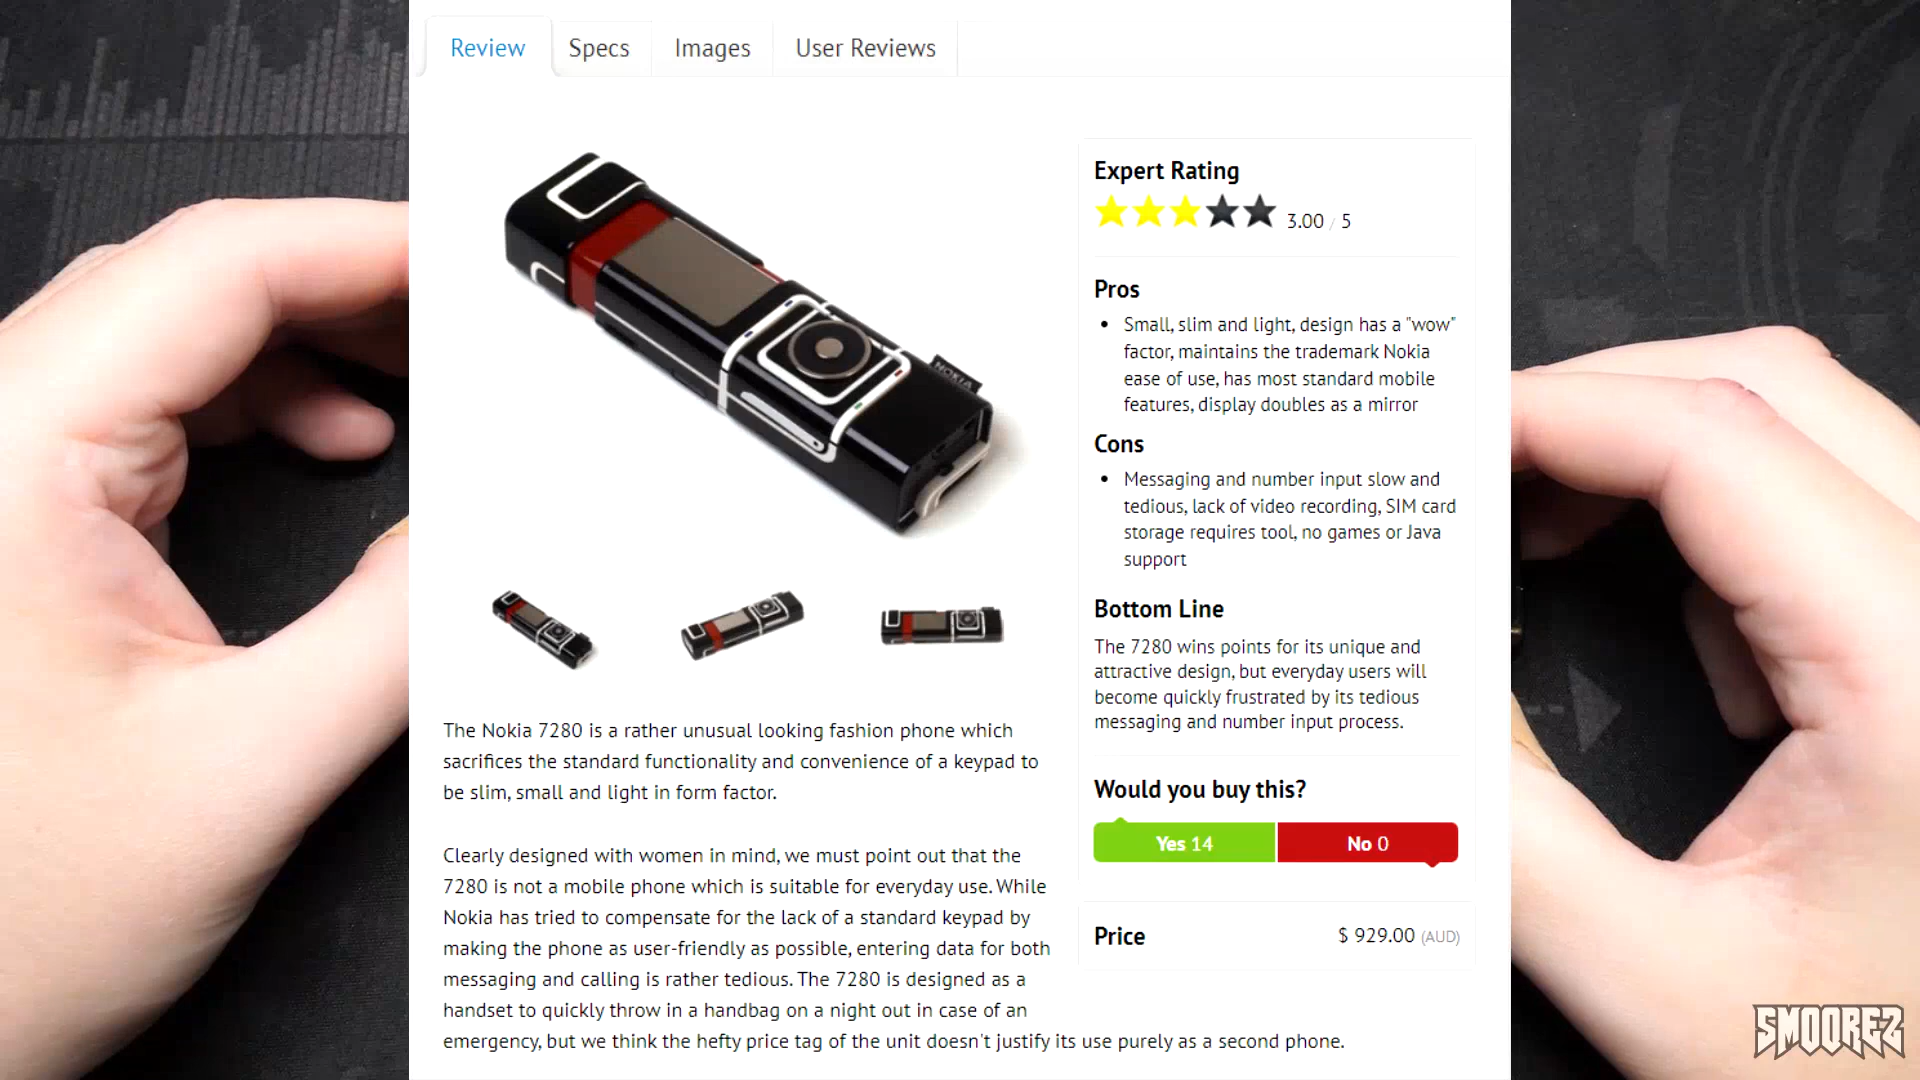 Review
Specs
Images
User Reviews
NOKIA
Expert Rating
3.00 / 5
Pros
• Small, slim and light, design has a "wow"
factor, maintains the trademark Nokia
ease of use, has most standard mobile
features, display doubles as a mirror
Cons
• Messaging and number input slow and
tedious, lack of video recording, SIM card
storage requires tool, no games or Java
support
Bottom Line
The 7280 wins points for its unique and
attractive design, but everyday users will
become quickly frustrated by its tedious
messaging and number input process.
Would you buy this?
Yes 14
No 0
Price
$ 929.00 (AUD)
The Nokia 7280 is a rather unusual looking fashion phone which
sacrifices the standard functionality and convenience of a keypad to
be slim, small and light in form factor.
Clearly designed with women in mind, we must point out that the
7280 is not a mobile phone which is suitable for everyday use. While
Nokia has tried to compensate for the lack of a standard keypad by
making the phone as user-friendly as possible, entering data for both
messaging and calling is rather tedious. The 7280 is designed as a
handset to quickly throw in a handbag on a night out in case of an
emergency, but we think the hefty price tag of the unit doesn't justify its use purely as a second phone.
SMOOREZ